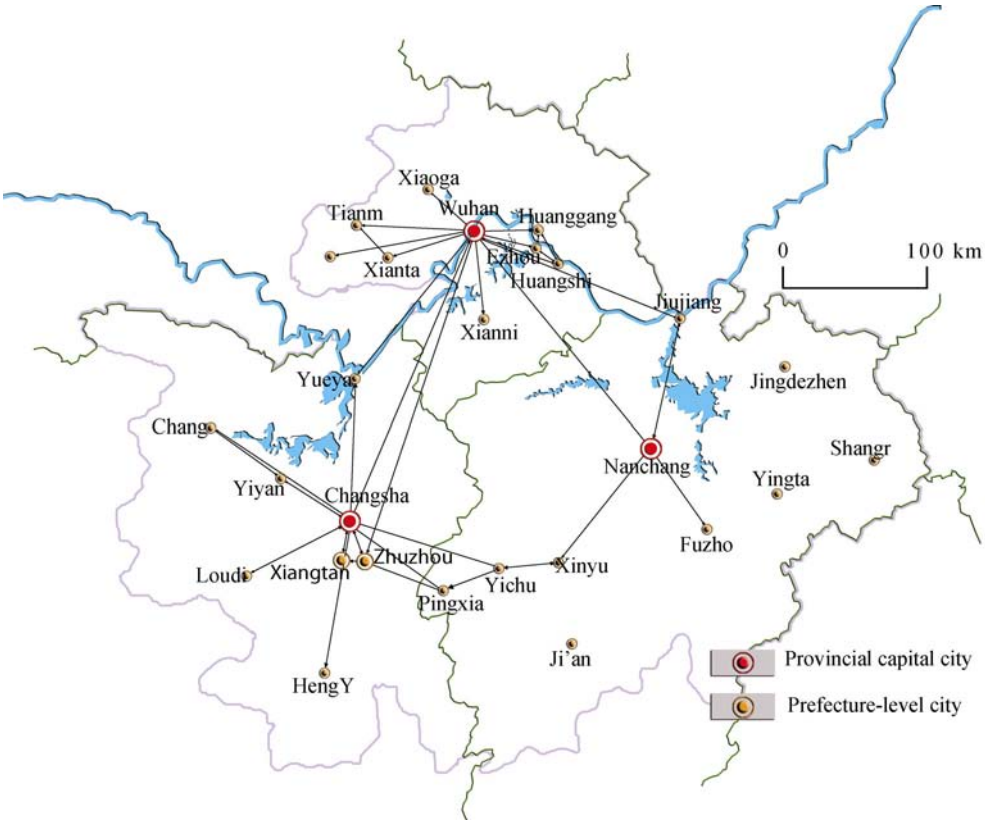 Xiaoga
Wuhan
Tianm
Huanggang
Ezhou
Xianta
Huangshi
0 100 km
Jiujiang
Xianni
Yueya
Jingdezhen
Chang
Shangr
Nanchang
Yiyan
Yingta
Changsha
Fuzho
Zhuzhou
Xiangtan
Xinyu
Loudi
Yichu
Pingxia
Ji'an
HengY
Provincial capital city
Prefecture-level city